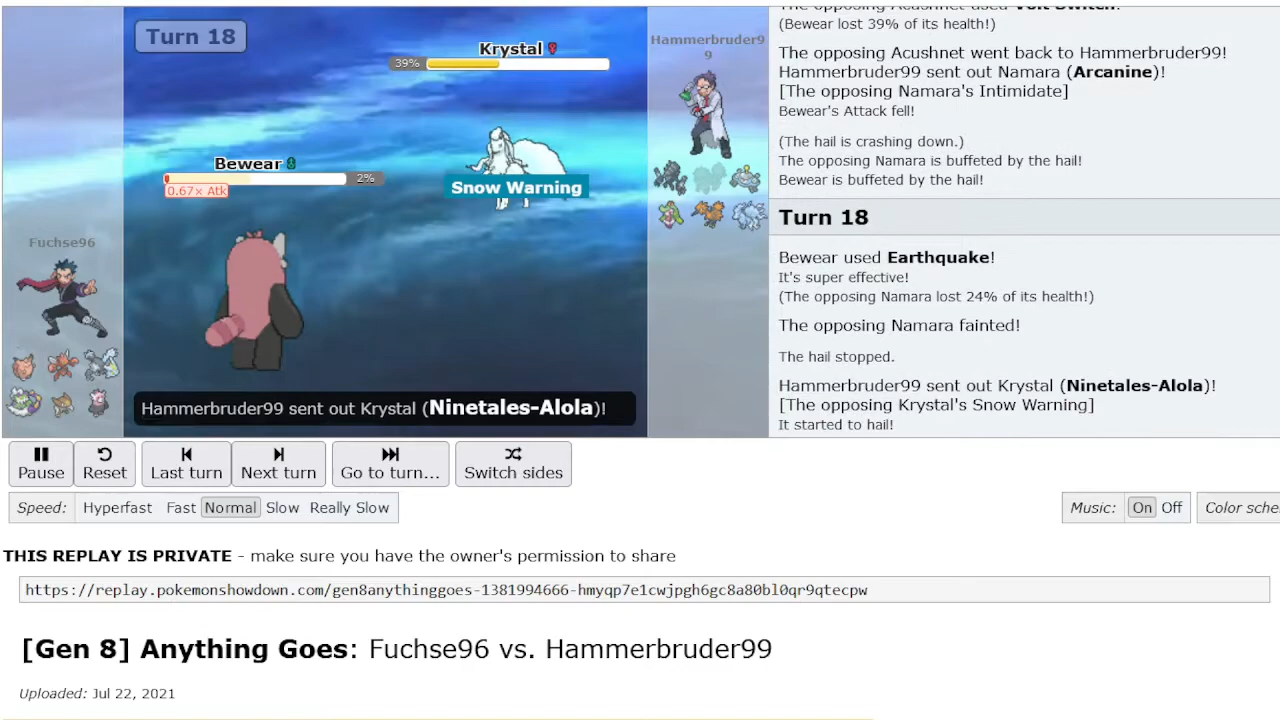 Turn 18
Krystal
39%
Bewear
2%
0.67× Atk
Snow Warning
Hammerbruder99 sent out Krystal (Ninetales-Alola)!
Fuchse96
Hammerbruder9
9
(Bewear lost 39% of its health!)
The opposing Acushnet went back to Hammerbruder99!
Hammerbruder99 sent out Namara (Arcanine)!
[The opposing Namara's Intimidate]
Bewear's Attack fell!
(The hail is crashing down.)
The opposing Namara is buffeted by the hail!
Bewear is buffeted by the hail!
Turn 18
Bewear used Earthquake!
It's super effective!
(The opposing Namara lost 24% of its health!)
The opposing Namara fainted!
The hail stopped.
Hammerbruder99 sent out Krystal (Ninetales-Alola)!
[The opposing Krystal's Snow Warning]
It started to hail!
Pause Reset Last turn Next turn Go to turn... Switch sides
Speed: Hyperfast Fast Normal Slow Really Slow Music: On Off Color sche
THIS REPLAY IS PRIVATE - make sure you have the owner's permission to share
https://replay.pokemonshowdown.com/gen8anythinggoes-1381994666-hmyqp7e1cwjpgh6gc8a80bl0qr9qtecpw
[Gen 8] Anything Goes: Fuchse96 vs. Hammerbruder99
Uploaded: Jul 22, 2021